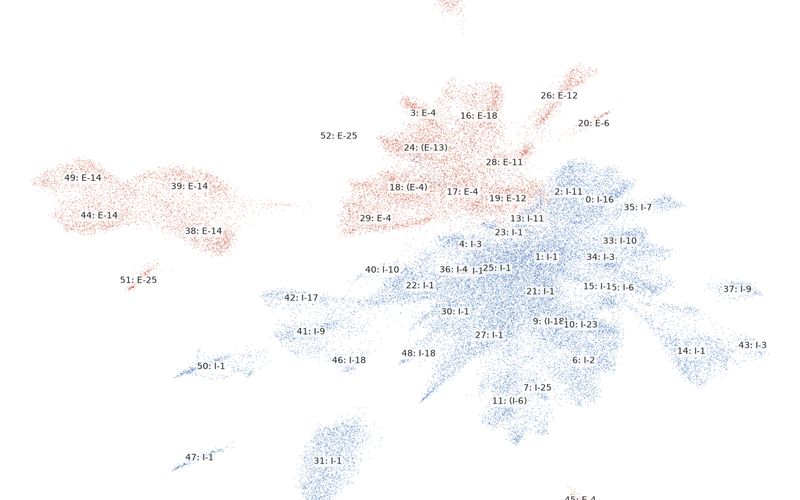 26: E-12
3: E-4
16: E-18
20: E-6
52: E-25
24: (E-13)
28: E-11
49: E-14
39: E-14
18: (E-4)
17: E-4
2: I-11
19: E-12
0: I-16
35: I-7
44: E-14
29: E-4
13: I-11
38: E-14
23: I-1
4: I-3
33: I-10
1: I-1
34: I-3
40: I-10
36: I-4
25: I-1
51: E-25
22: I-1
15: I-1
5: I-6
37: I-9
21: I-1
42: I-17
30: I-1
9: (I-18)
10: I-23
41: I-9
27: I-1
43: I-3
14: I-1
48: I-18
46: I-18
6: I-2
50: I-1
7: I-25
11: (I-6)
47: I-1
31: I-1
45: E-4